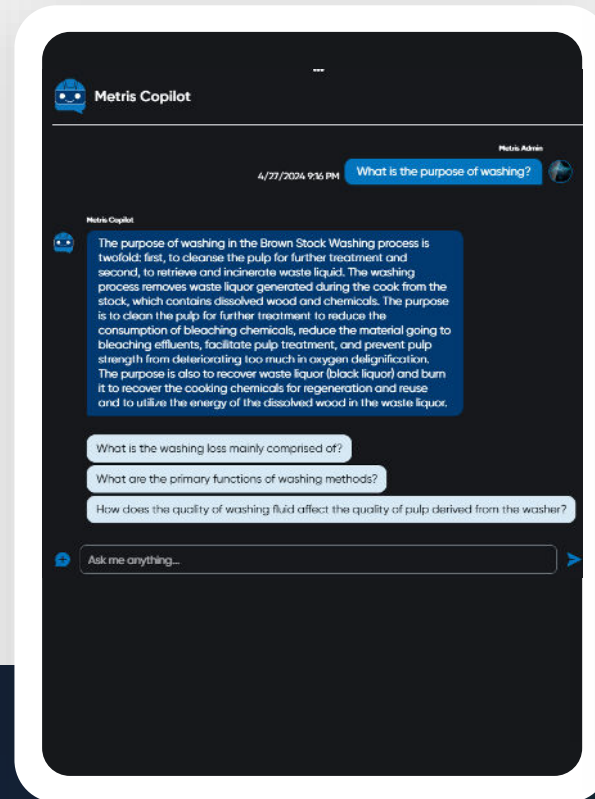 Metris Copilot
Metris Admin
4/27/2024 9:16 PM
What is the purpose of washing?
Metris Copilot
The purpose of washing in the Brown Stock Washing process is
twofold: first, to cleanse the pulp for further treatment and
second, to retrieve and incinerate waste liquid. The washing
process removes waste liquor generated during the cook from the
stock, which contains dissolved wood and chemicals. The purpose
is to clean the pulp for further treatment to reduce the
consumption of bleaching chemicals, reduce the material going to
bleaching effluents, facilitate pulp treatment, and prevent pulp
strength from deteriorating too much in oxygen delignification.
The purpose is also to recover waste liquor (black liquor) and burn
it to recover the cooking chemicals for regeneration and reuse
and to utilize the energy of the dissolved wood in the waste liquor.
What is the washing loss mainly comprised of?
What are the primary functions of washing methods?
How does the quality of washing fluid affect the quality of pulp derived from the washer?
Ask me anything...